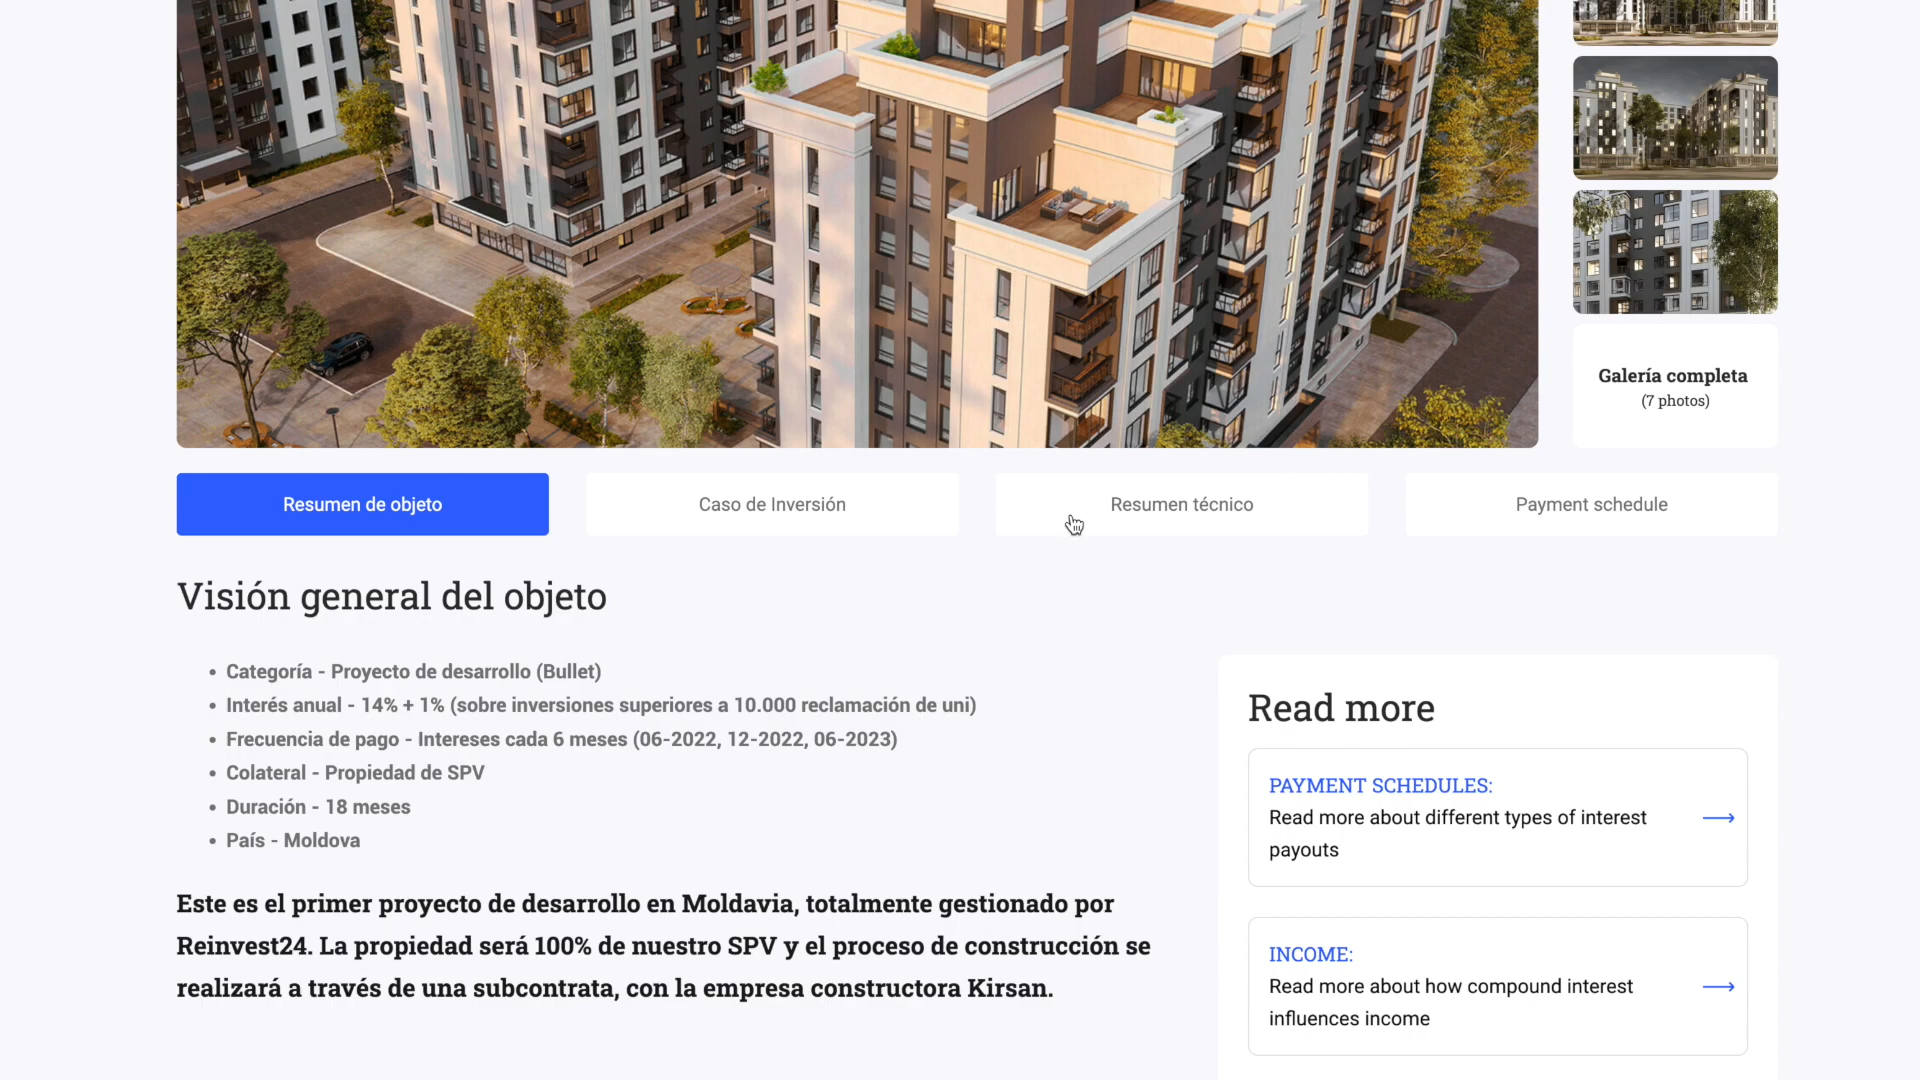 Galería completa
(7 photos)
Resumen de objeto
Caso de Inversión
Resumen técnico
Payment schedule
Visión general del objeto
• Categoría - Proyecto de desarrollo (Bullet)
• Interés anual - 14% + 1% (sobre inversiones superiores a 10.000 reclamación de uni)
• Frecuencia de pago - Intereses cada 6 meses (06-2022, 12-2022, 06-2023)
• Colateral - Propiedad de SPV
• Duración - 18 meses
• País - Moldova
Este es el primer proyecto de desarrollo en Moldavia, totalmente gestionado por
Reinvest24. La propiedad será 100% de nuestro SPV y el proceso de construcción se
realizará a través de una subcontrata, con la empresa constructora Kirsan.
Read more
PAYMENT SCHEDULES:
Read more about different types of interest
payouts
INCOME:
Read more about how compound interest
influences income